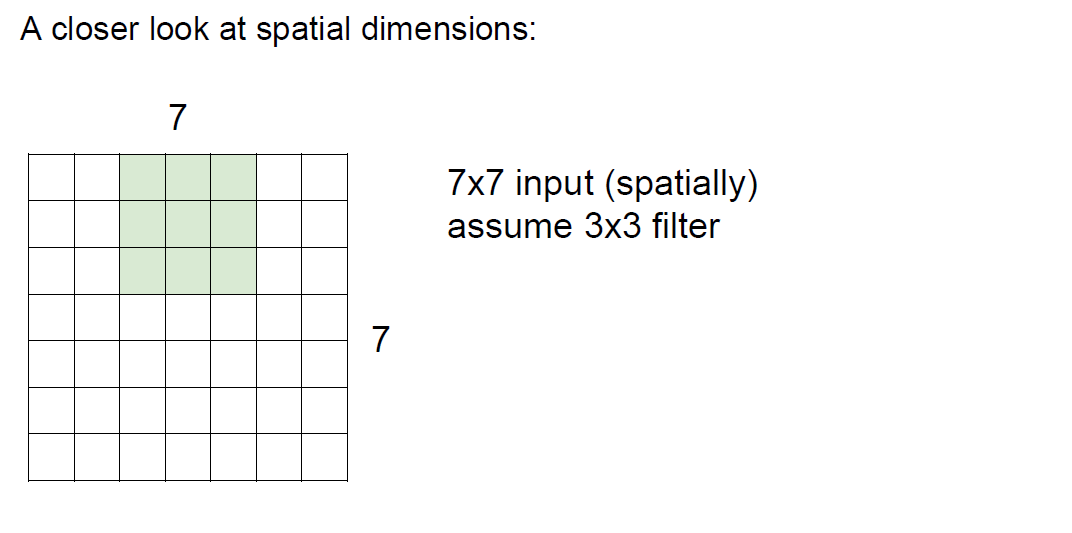 A closer look at spatial dimensions:
7
7x7 input (spatially)
assume 3x3 filter
7